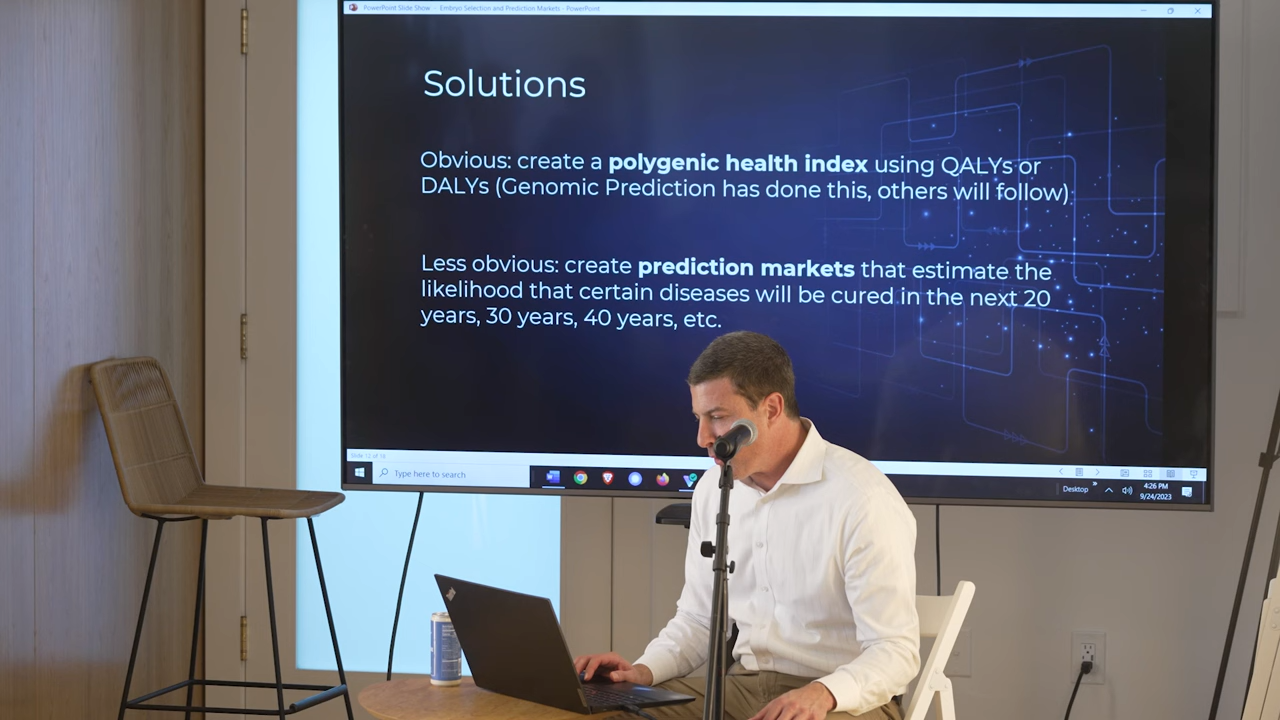 PowerPoint Slide Show - Embryo Selection and Prediction Markets - PowerPoint
Solutions
Obvious: create a polygenic health index using QALYs or
DALYs (Genomic Prediction has done this, others will follow)
Less obvious: create prediction markets that estimate the
likelihood that certain diseases will be cured in the next 20
years, 30 years, 40 years, etc.
Type here to search
Desktop
4:26 PM
9/24/2023